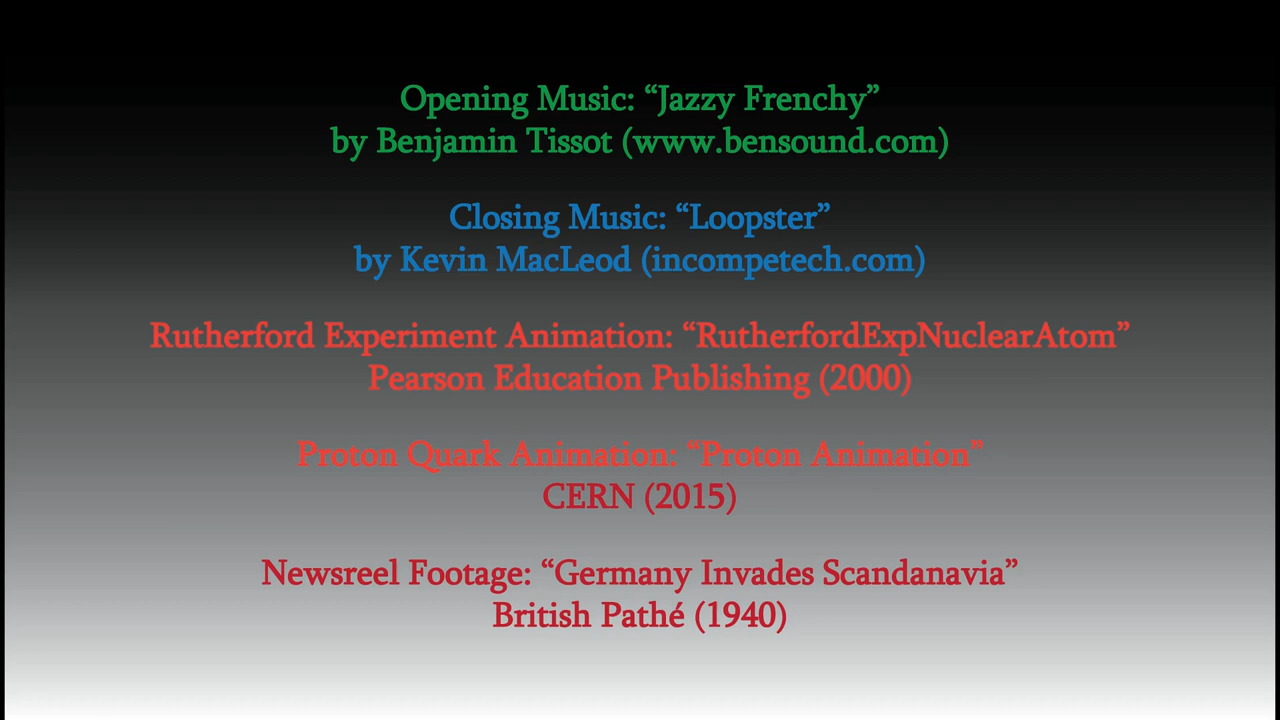 Opening Music: “Jazzy Frenchy”
by Benjamin Tissot (www.bensound.com)
Closing Music: “Loopster”
by Kevin MacLeod (incompetech.com)
Rutherford Experiment Animation: “RutherfordExpNuclearAtom”
Pearson Education Publishing (2000)
Proton Quark Animation: “Proton Animation”
CERN (2015)
Newsreel Footage: “Germany Invades Scandanavia”
British Pathé (1940)